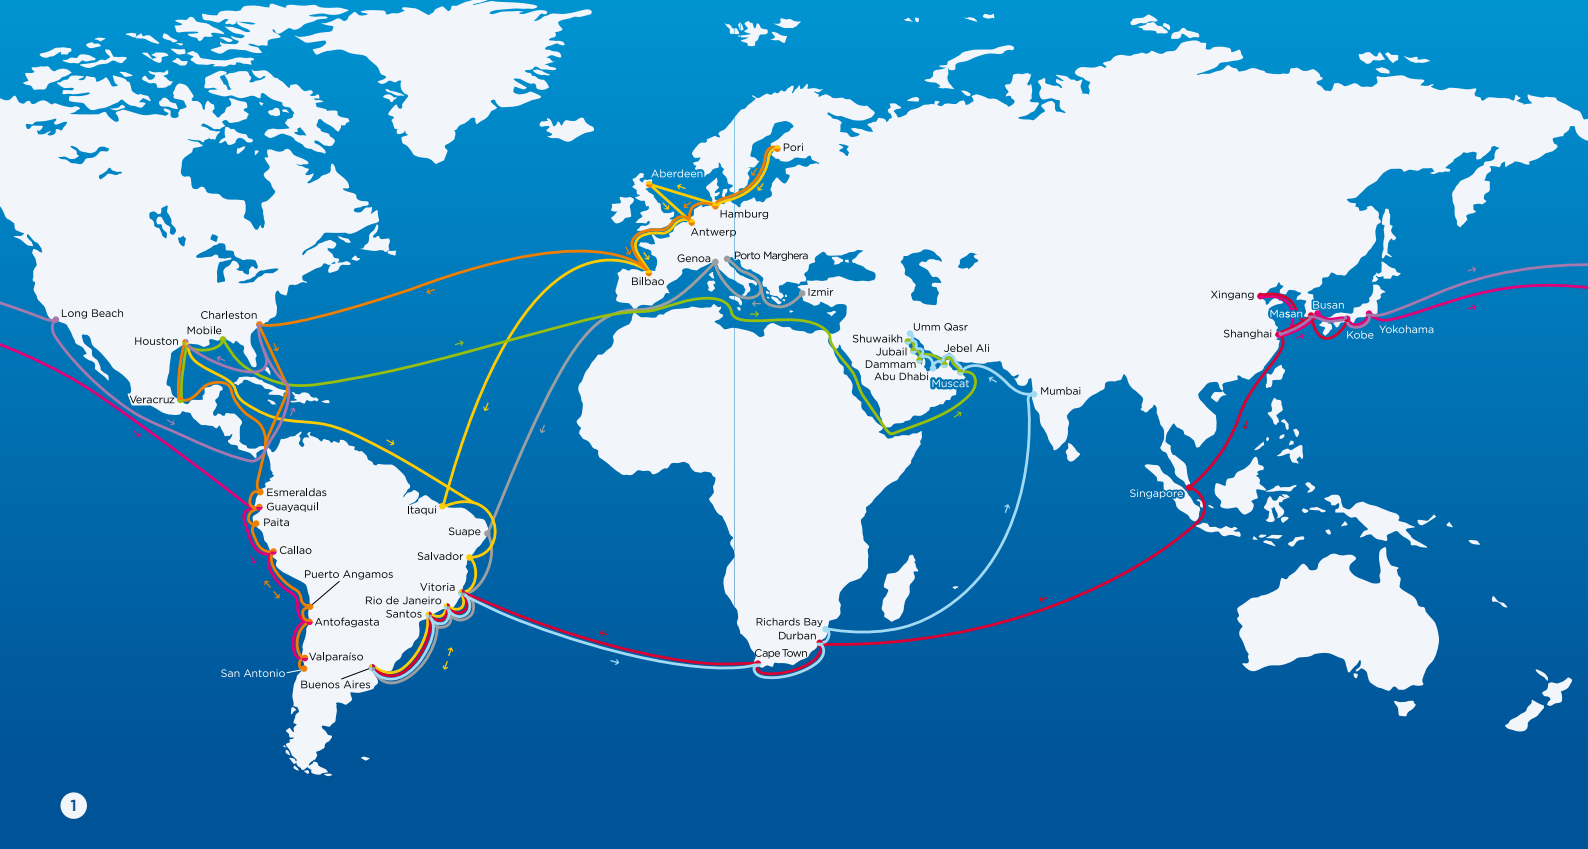 Pori
Aberdeen
Hamburg
Antwerp
Genoa
Porto Marghera
Bilbao
Izmir
Long Beach
Charleston
Mobile
Houston
Veracruz
Xingang
Busan
Masan
Shanghai
Kobe
Yokohama
Umm Qasr
Shuwaikh
Jubail
Jebel Ali
Dammam
Abu Dhabi
Muscat
Mumbai
Singapore
Esmeraldas
Guayaquil
Paita
Callao
Puerto Angamos
Antofagasta
Valparaíso
San Antonio
Buenos Aires
Itaqui
Suape
Salvador
Vitoria
Rio de Janeiro
Santos
Richards Bay
Durban
Cape Town
1